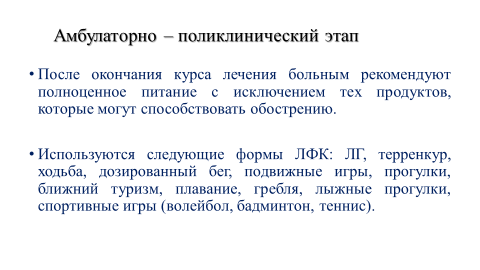 Амбулаторно – поликлинический этап
• После окончания курса лечения больным рекомендуют
полноценное питание с исключением тех продуктов,
которые могут способствовать обострению.
• Используются следующие формы ЛФК: ЛГ, терренкур,
ходьба, дозированный бег, подвижные игры, прогулки,
ближний туризм, плавание, гребля, лыжные прогулки,
спортивные игры (волейбол, бадминтон, теннис).